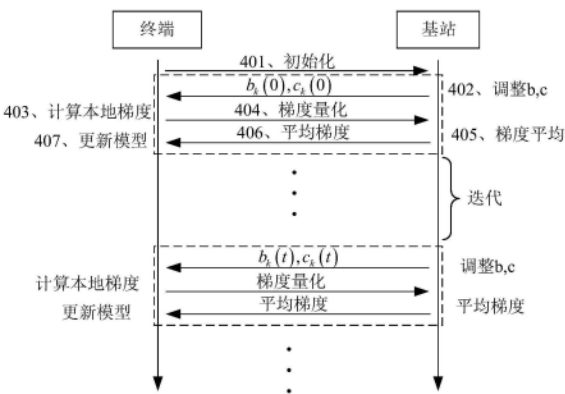 终端
基站
401、初始化
b_k(0),c_k(0)
402、调整b,c
403、计算本地梯度
404、梯度量化
405、梯度平均
406、平均梯度
407、更新模型
迭代
b_k(t),c_k(t)
调整b,c
计算本地梯度
梯度量化
平均梯度
更新模型
平均梯度